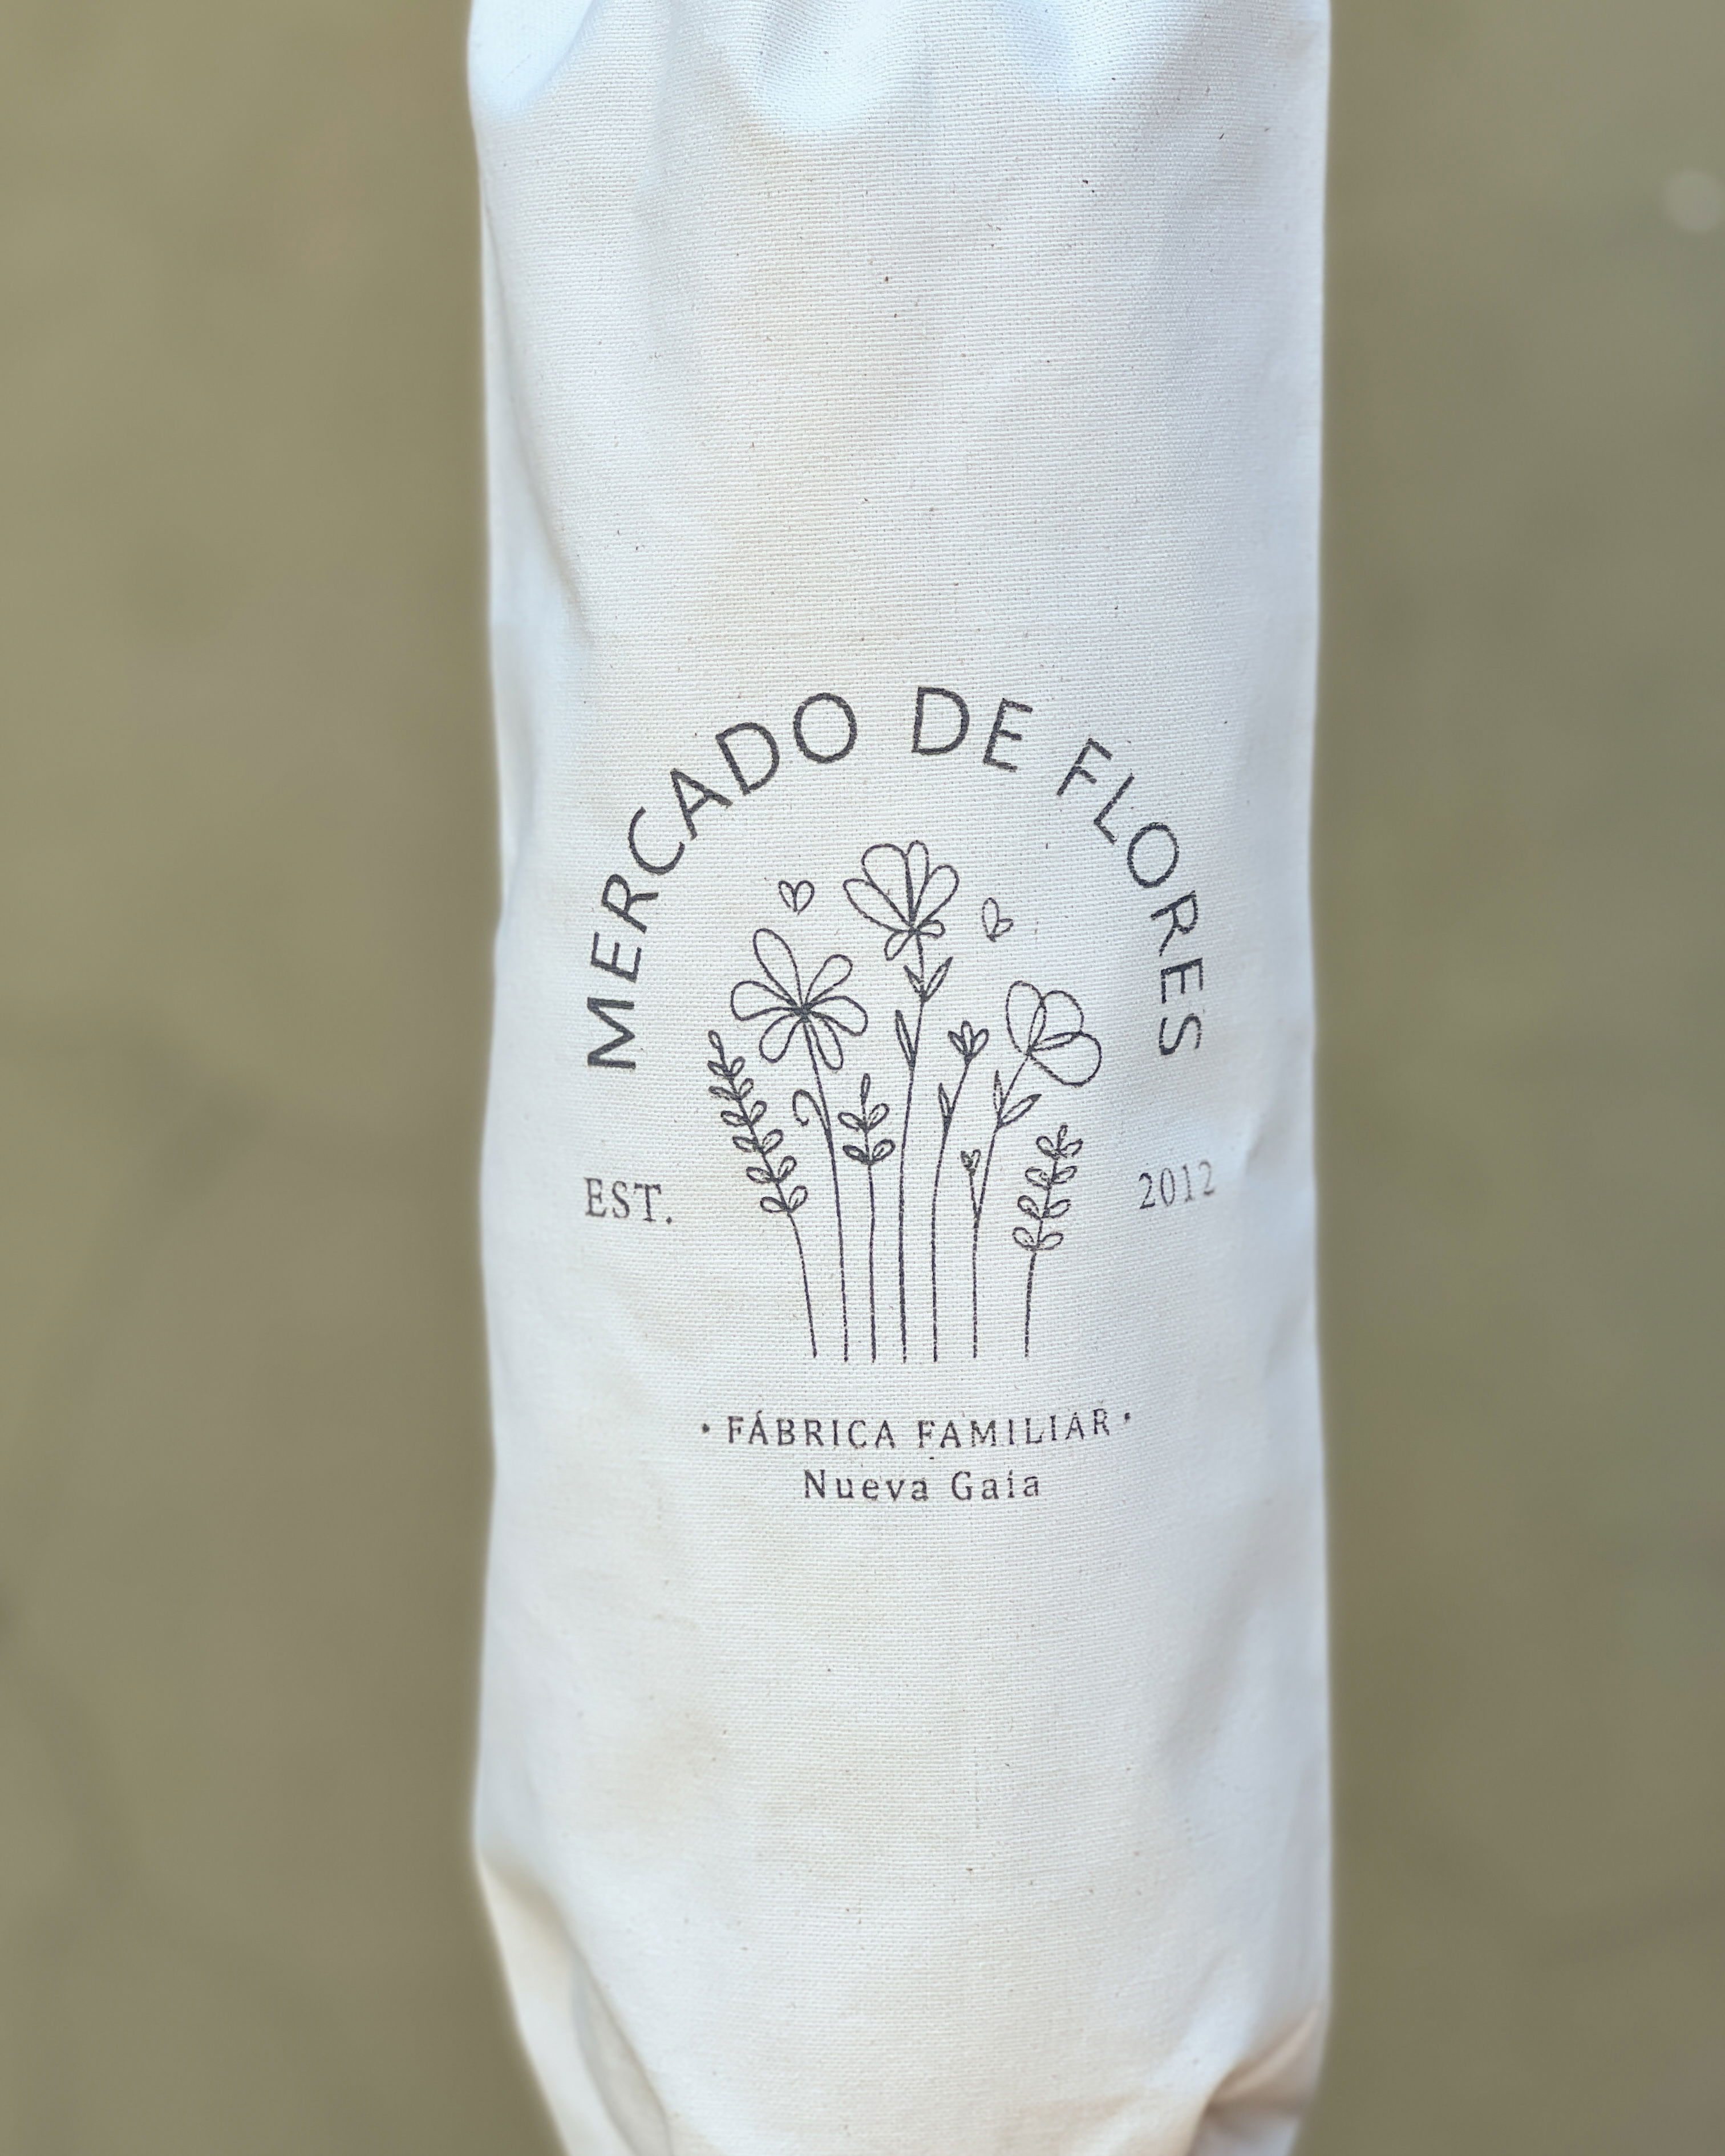 MERCADO DE FLORES
EST. 2012
· FÁBRICA FAMILIAR ·
Nueva Gaia